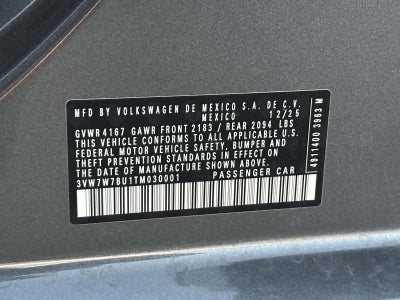 MFD BY VOLKSWAGEN DE MEXICO S.A. DE C.V.
MEXICO 12/25
GVWR 4167 GAWR FRONT 2183 / REAR 2094 LBS
THIS VEHICLE CONFORMS TO ALL APPLICABLE U.S.
FEDERAL MOTOR VEHICLE SAFETY, BUMPER AND
THEFT PREVENTION STANDARDS IN EFFECT ON
THE DATE OF MANUFACTURE SHOWN ABOVE.
3VW7W7BU1TM030001 PASSENGER CAR
4911400 3963 M